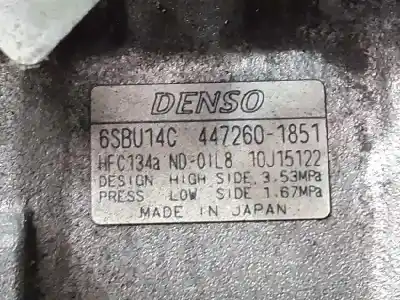 DENSO
6SBU14C 447260-1851
HFC134a ND-OIL8 10J15122
DESIGN HIGH SIDE 3.53MPa
PRESS LOW SIDE 1.67MPa
MADE IN JAPAN